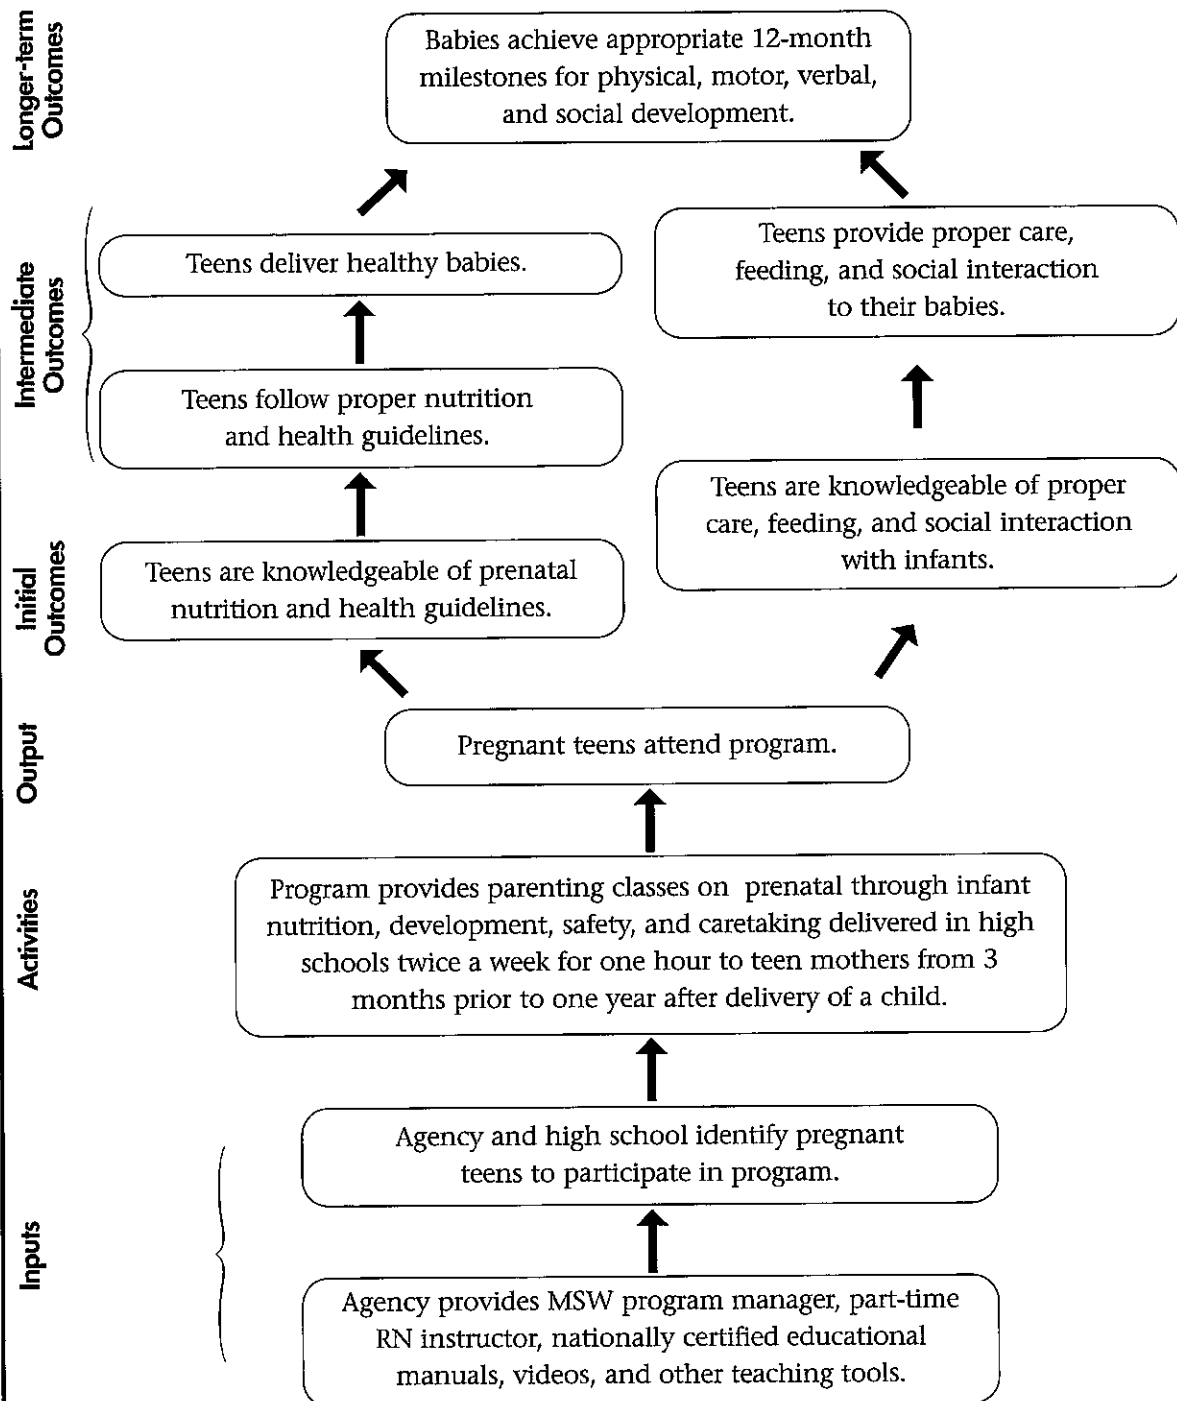 Longer-term
Outcomes
Babies achieve appropriate 12-month
milestones for physical, motor, verbal,
and social development.
Intermediate
Outcomes
Teens deliver healthy babies.
Teens provide proper care,
feeding, and social interaction
to their babies.
Teens follow proper nutrition
and health guidelines.
Initial
Outcomes
Teens are knowledgeable of prenatal
nutrition and health guidelines.
Teens are knowledgeable of proper
care, feeding, and social interaction
with infants.
Output
Pregnant teens attend program.
Activities
Program provides parenting classes on prenatal through infant
nutrition, development, safety, and caretaking delivered in high
schools twice a week for one hour to teen mothers from 3
months prior to one year after delivery of a child.
Inputs
Agency and high school identify pregnant
teens to participate in program.
Agency provides MSW program manager, part-time
RN instructor, nationally certified educational
manuals, videos, and other teaching tools.